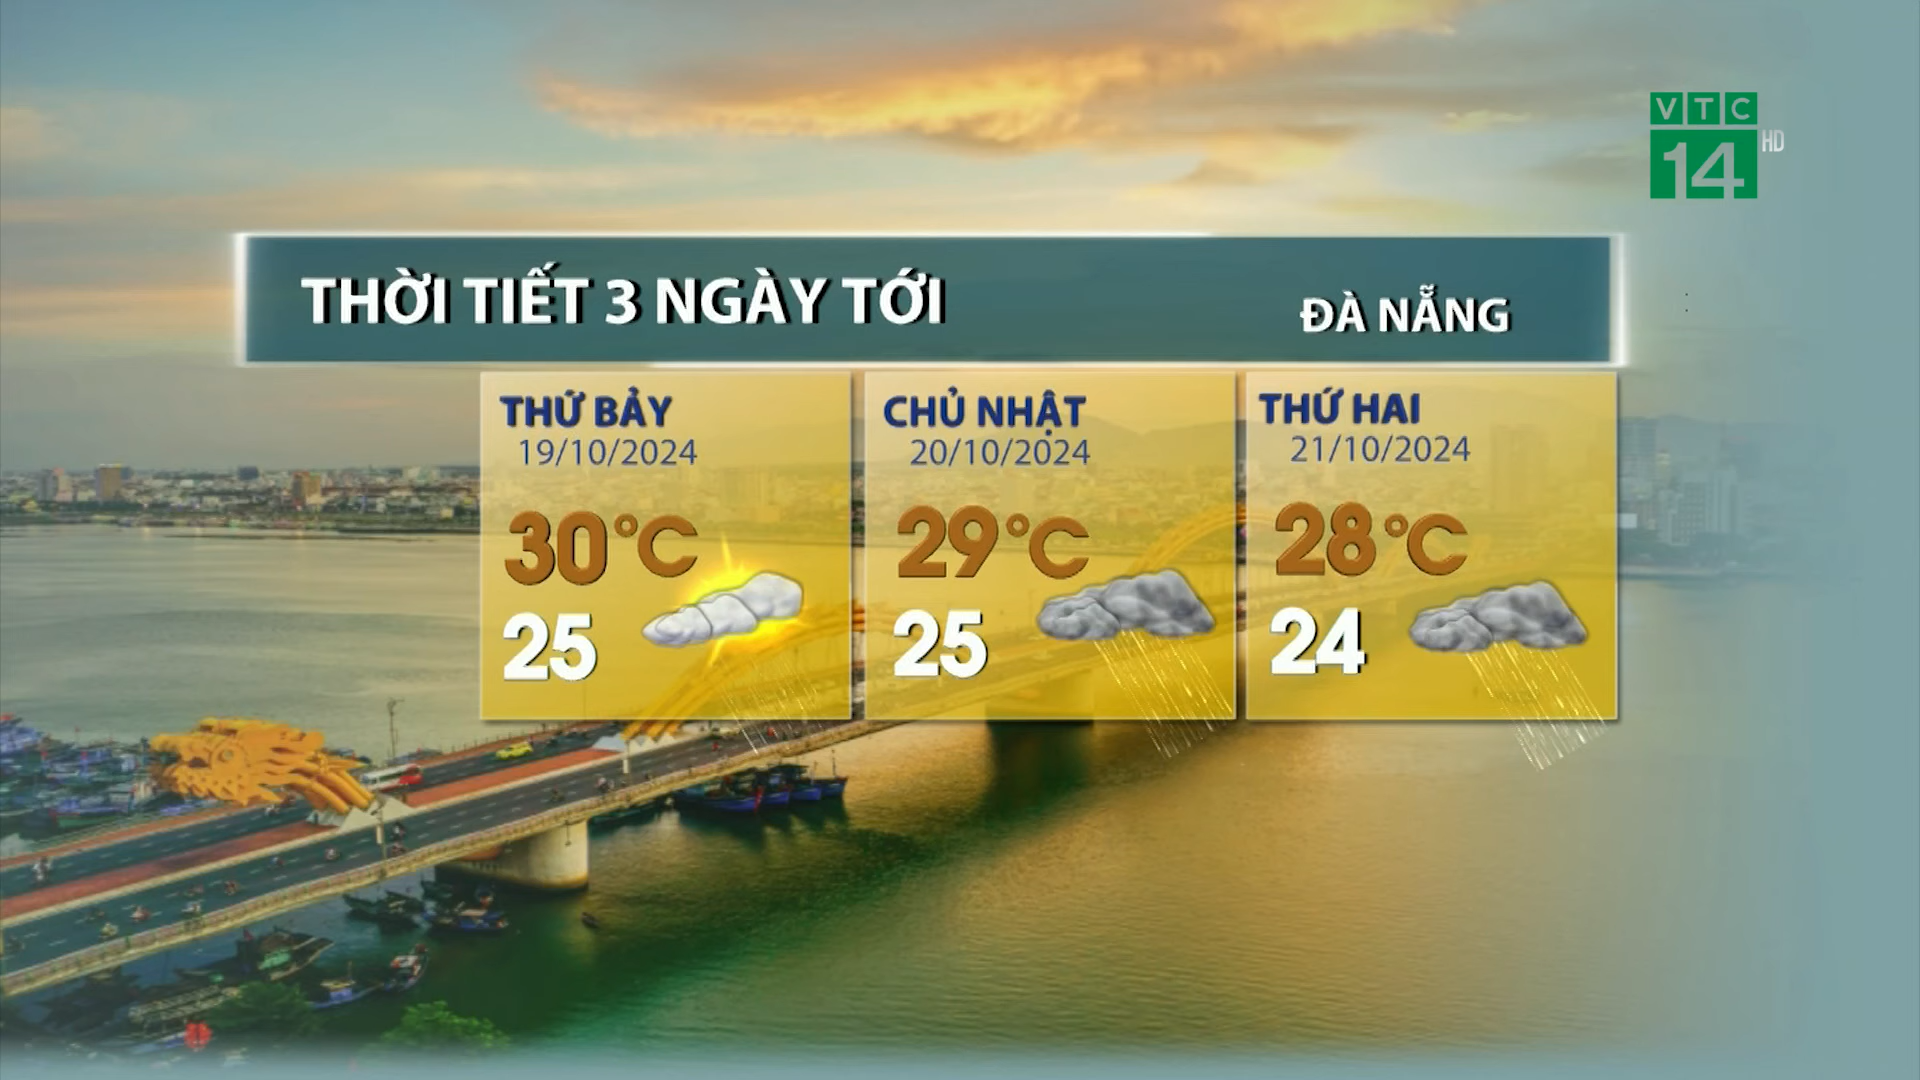 VTC
14 HD
THỜI TIẾT 3 NGÀY TỚI
ĐÀ NẴNG
THỨ BẢY
19/10/2024
30°C
25
CHỦ NHẬT
20/10/2024
29°C
25
THỨ HAI
21/10/2024
28°C
24